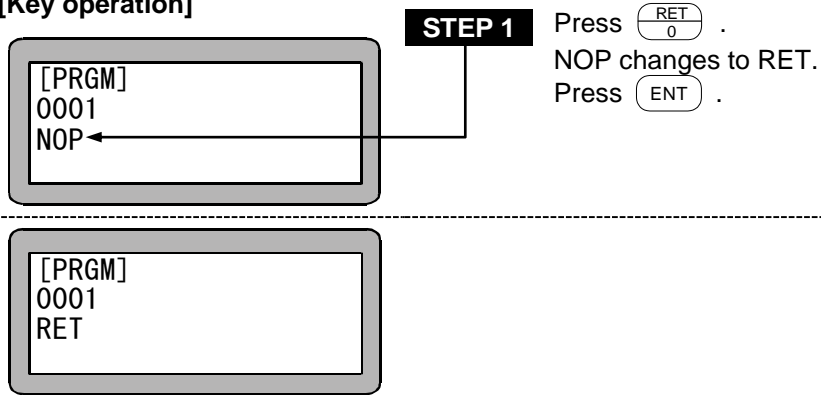 [Key operation]
STEP 1
Press RET 0 .
NOP changes to RET.
Press ENT .
[PRGM]
0001
NOP
[PRGM]
0001
RET